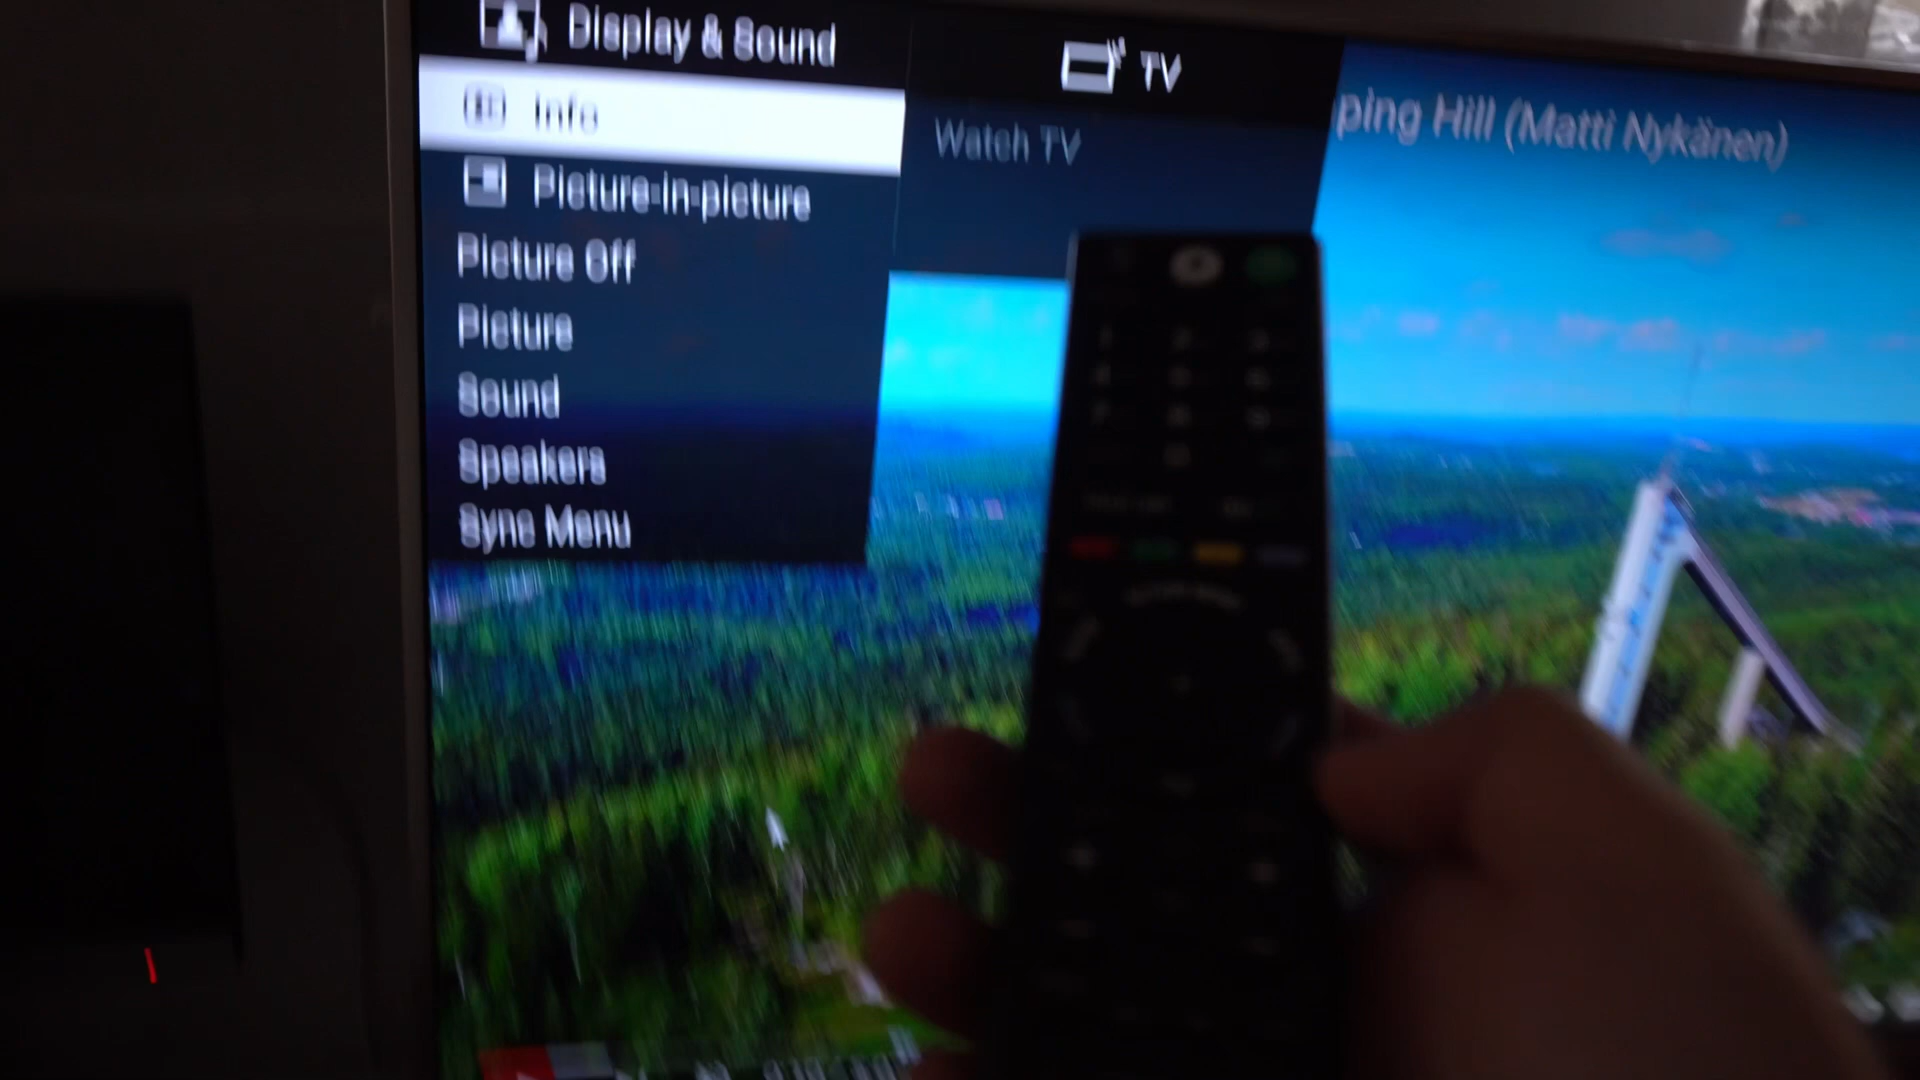 Display & Sound
TV
Info
Watch TV
ping Hill (Matti Nykänen)
Picture-in-picture
Picture Off
Picture
Sound
Speakers
Sync Menu